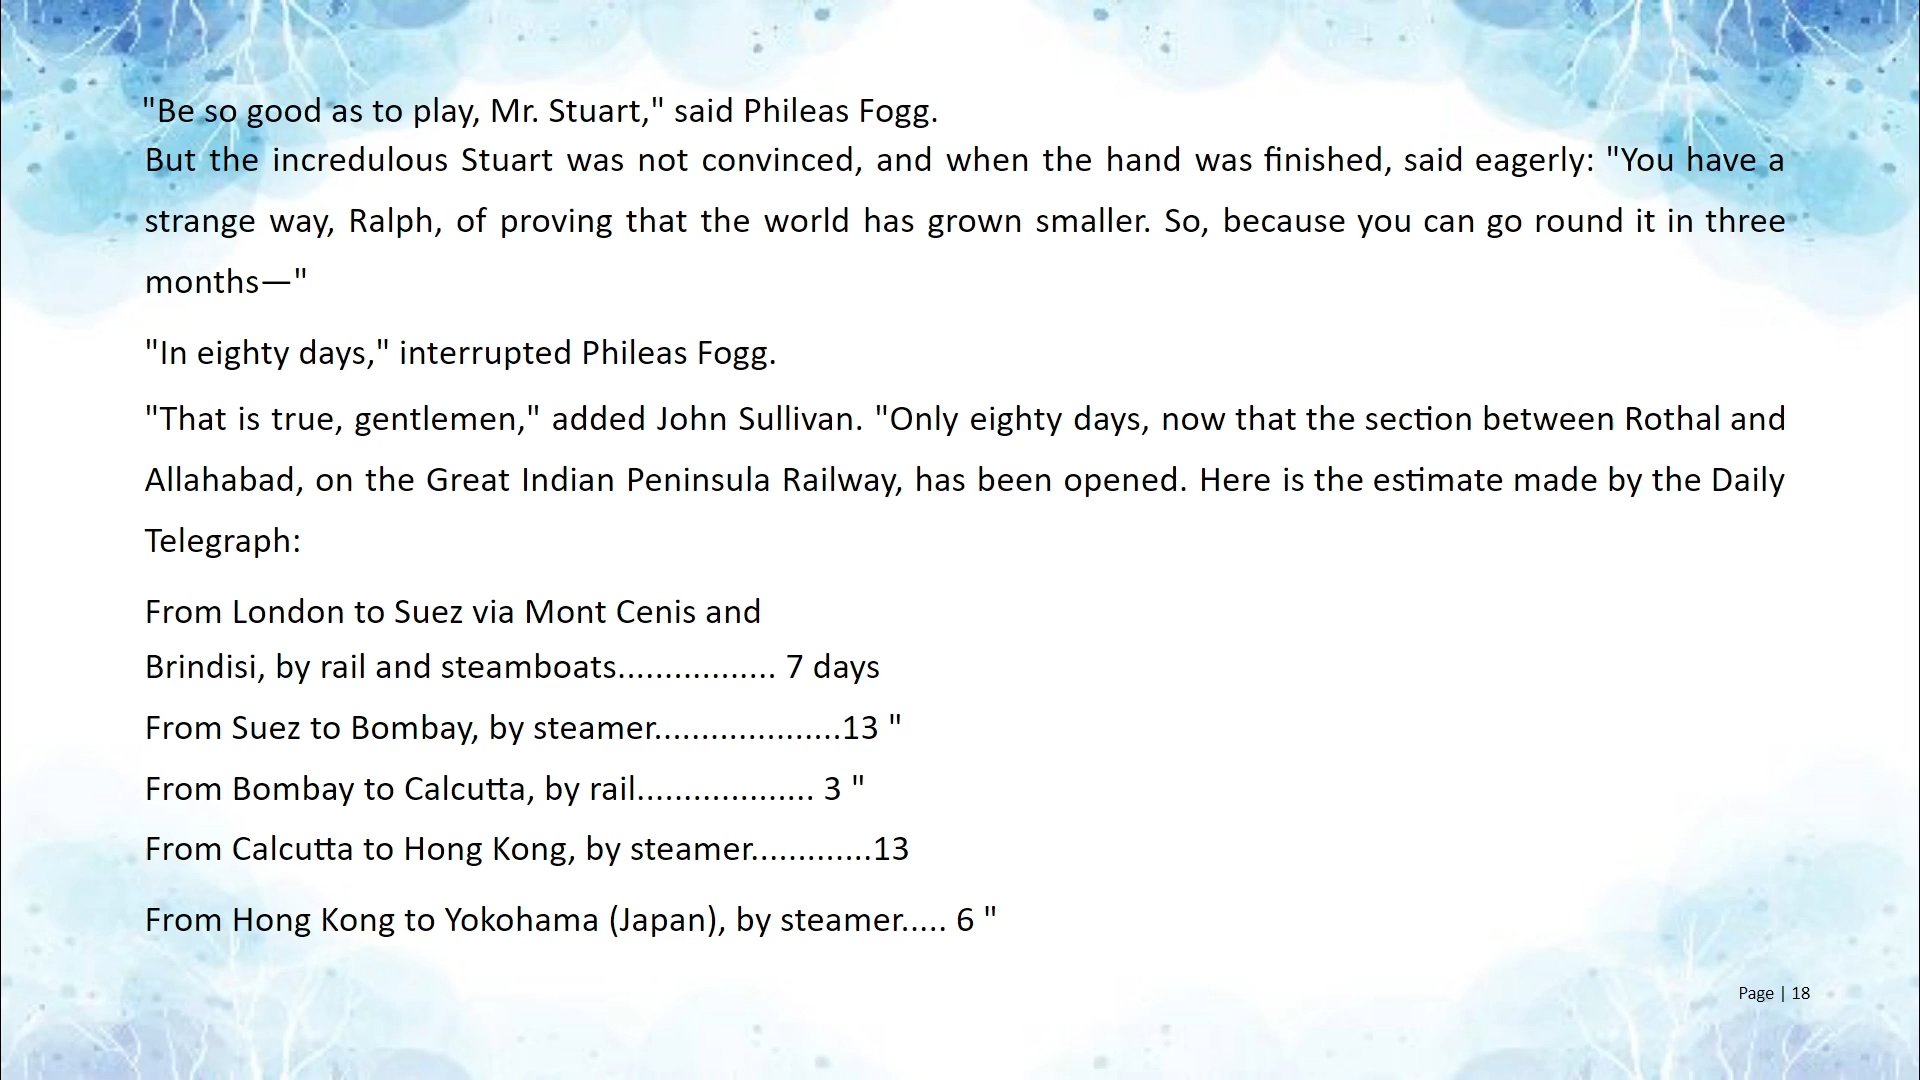 "Be so good as to play, Mr. Stuart," said Phileas Fogg.
But the incredulous Stuart was not convinced, and when the hand was finished, said eagerly: "You have a
strange way, Ralph, of proving that the world has grown smaller. So, because you can go round it in three
months—"
"In eighty days," interrupted Phileas Fogg.
"That is true, gentlemen," added John Sullivan. "Only eighty days, now that the section between Rothal and
Allahabad, on the Great Indian Peninsula Railway, has been opened. Here is the estimate made by the Daily
Telegraph:
From London to Suez via Mont Cenis and
Brindisi, by rail and steamboats................. 7 days
From Suez to Bombay, by steamer....................13 "
From Bombay to Calcutta, by rail................... 3 "
From Calcutta to Hong Kong, by steamer.............13
From Hong Kong to Yokohama (Japan), by steamer..... 6 "
Page | 18